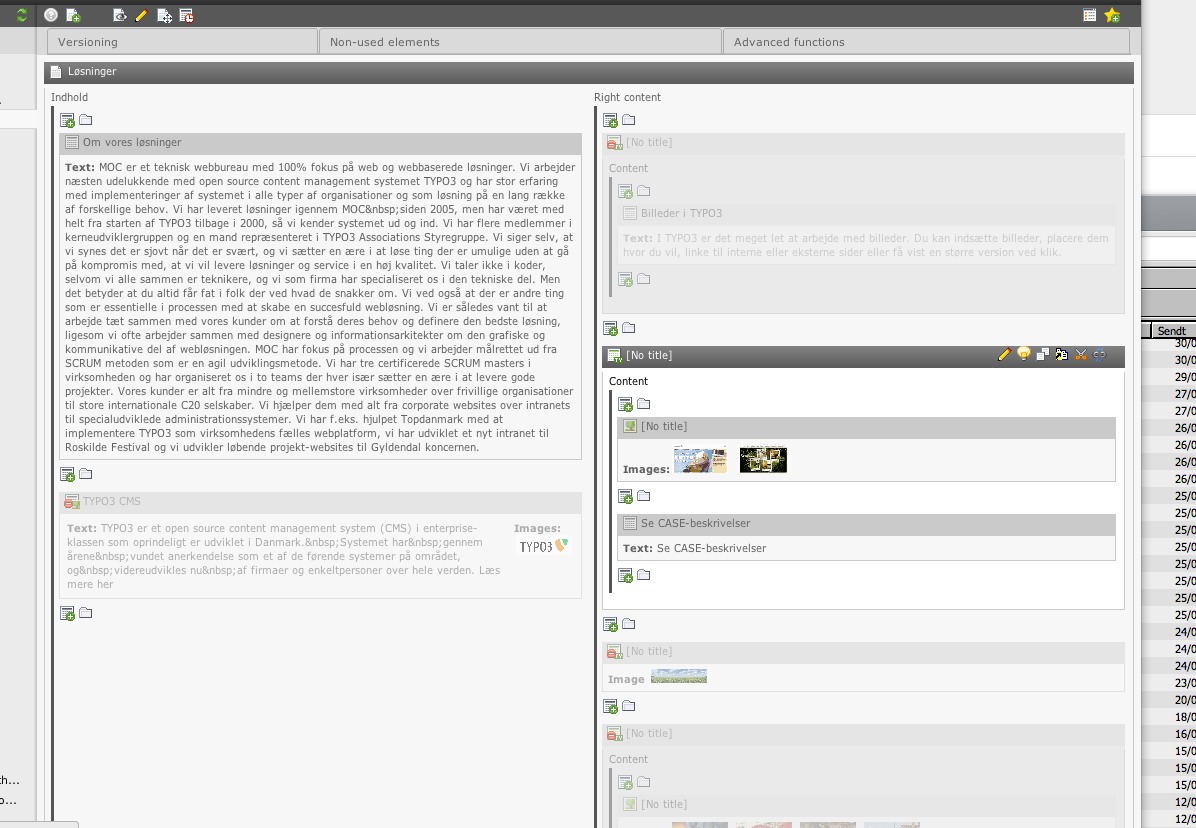 Versioning
Non-used elements
Advanced functions
Løsninger
Indhold
Om vores løsninger
Text: MOC er et teknisk webbureau med 100% fokus på web og webbaserede løsninger. Vi arbejder
næsten udelukkende med open source content management systemet TYPO3 og har stor erfaring
med implementeringer af systemet i alle typer af organisationer og som løsning på en lang række
af forskellige behov. Vi har leveret løsninger igennem MOC&nbsp;siden 2005, men har været med
helt fra starten af TYPO3 tilbage i 2000, så vi kender systemet ud og ind. Vi har flere medlemmer i
kerneudviklergruppen og en mand repræsenteret i TYPO3 Associations Styregruppe. Vi siger selv, at
vi synes det er sjovt når det er svært, og vi sætter en ære i at løse ting der er umulige uden at gå
på kompromis med, at vi vil levere løsninger og service i en høj kvalitet. Vi taler ikke i koder,
selvom vi alle sammen er teknikere, og vi som firma har specialiseret os i den tekniske del. Men
det betyder at du altid får fat i folk der ved hvad de snakker om. Vi ved også at der er andre ting
som er essentielle i processen med at skabe en succesfuld webløsning. Vi er således vant til at
arbejde tæt sammen med vores kunder om at forstå deres behov og definere den bedste løsning,
ligesom vi ofte arbejder sammen med designere og informationsarkitekter om den grafiske og
kommunikative del af webløsningen. MOC har fokus på processen og vi arbejder målrettet ud fra
SCRUM metoden som er en agil udviklingsmetode. Vi har tre certificerede SCRUM masters i
virksomheden og har organiseret os i to teams der hver især sætter en ære i at levere gode
projekter. Vores kunder er alt fra mindre og mellemstore virksomheder over frivillige organisationer
til store internationale C20 selskaber. Vi hjælper dem med alt fra corporate websites over intranets
til specialudviklede administrationssystemer. Vi har f.eks. hjulpet Topdanmark med at
implementere TYPO3 som virksomhedens fælles webplatform, vi har udviklet et nyt intranet til
Roskilde Festival og vi udvikler løbende projekt-websites til Gyldendal koncernen.
TYPO3 CMS
Text: TYPO3 er et open source content management system (CMS) i enterprise-
klassen som oprindeligt er udviklet i Danmark.&nbsp;Systemet har&nbsp;gennem
årene&nbsp;vundet anerkendelse som et af de førende systemer på området,
og&nbsp;videreudvikles nu&nbsp;af firmaer og enkeltpersoner over hele verden. Læs
mere her
Images:
TYPO3
Right content
[No title]
Content
Billeder i TYPO3
Text: I TYPO3 er det meget let at arbejde med billeder. Du kan indsætte billeder, placere dem
hvor du vil, linke til interne eller eksterne sider eller få vist en større version ved klik.
[No title]
Content
[No title]
Images:
Se CASE-beskrivelser
Text: Se CASE-beskrivelser
[No title]
Image
[No title]
Content
[No title]
Sendt
30/0
30/0
29/0
27/0
27/0
26/0
26/0
26/0
26/0
25/0
25/0
25/0
25/0
25/0
25/0
25/0
25/0
24/0
24/0
24/0
23/0
20/0
18/0
16/0
15/0
15/0
15/0
12/0
12/0
th...
o...